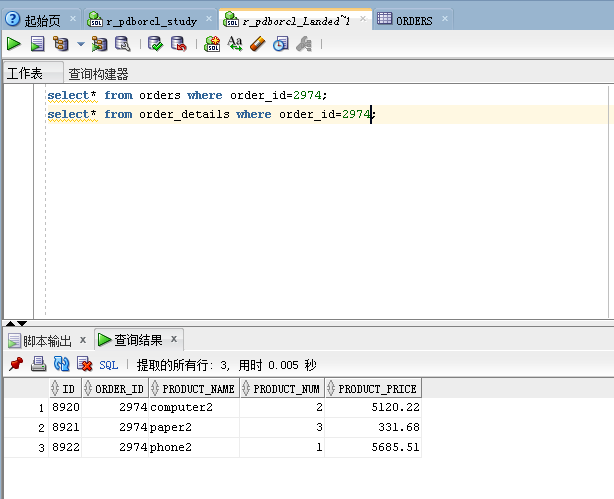 起始页 r_pdborcl_study r_pdborcl_Landed~1 ORDERS
工作表 查询构建器
select* from orders where order_id=2974;
select* from order_details where order_id=2974;
脚本输出 x 查询结果 x
SQL | 提取的所有行: 3, 用时 0.005 秒
ID ORDER_ID PRODUCT_NAME PRODUCT_NUM PRODUCT_PRICE
1 8920 2974 computer2 2 5120.22
2 8921 2974 paper2 3 331.68
3 8922 2974 phone2 1 5685.51